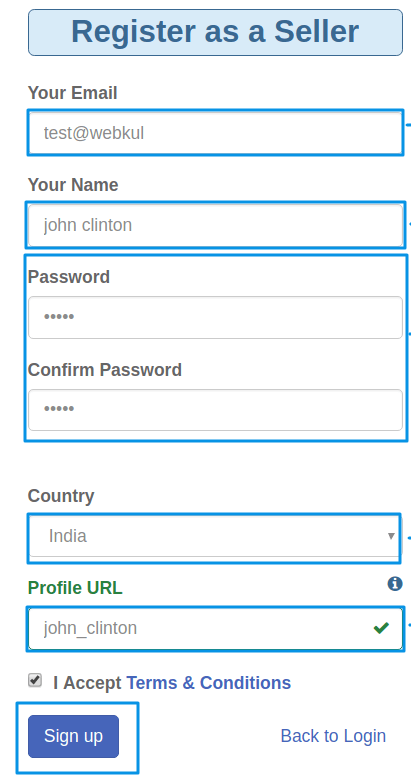 Register as a Seller
Your Email
test@webkul
Your Name
john clinton
Password
•••••
Confirm Password
•••••
Country
India
Profile URL
john_clinton
I Accept Terms & Conditions
Sign up Back to Login